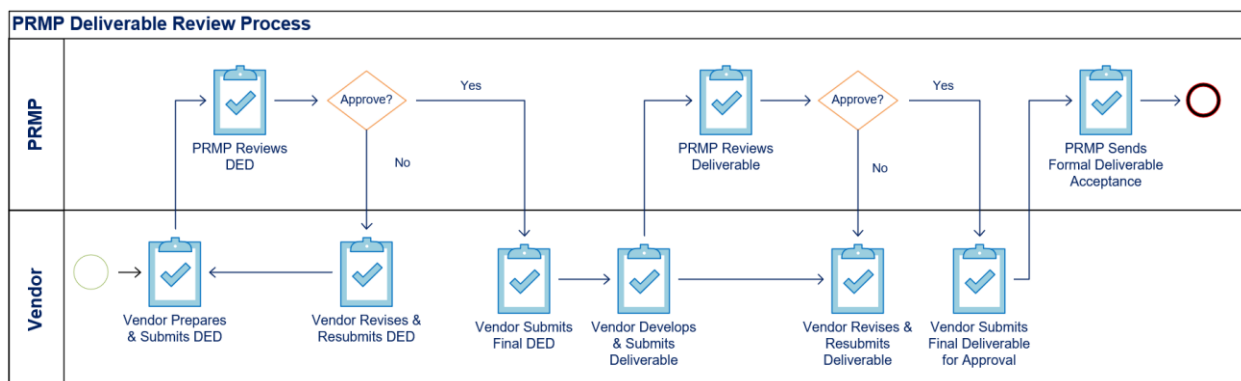 PRMP Deliverable Review Process
PRMP
PRMP Reviews
DED
Approve?
Yes
No
PRMP Reviews
Deliverable
Approve?
Yes
No
PRMP Sends
Formal Deliverable
Acceptance
Vendor
Vendor Prepares
& Submits DED
Vendor Revises &
Resubmits DED
Vendor Submits
Final DED
Vendor Develops
& Submits
Deliverable
Vendor Revises &
Resubmits
Deliverable
Vendor Submits
Final Deliverable
for Approval